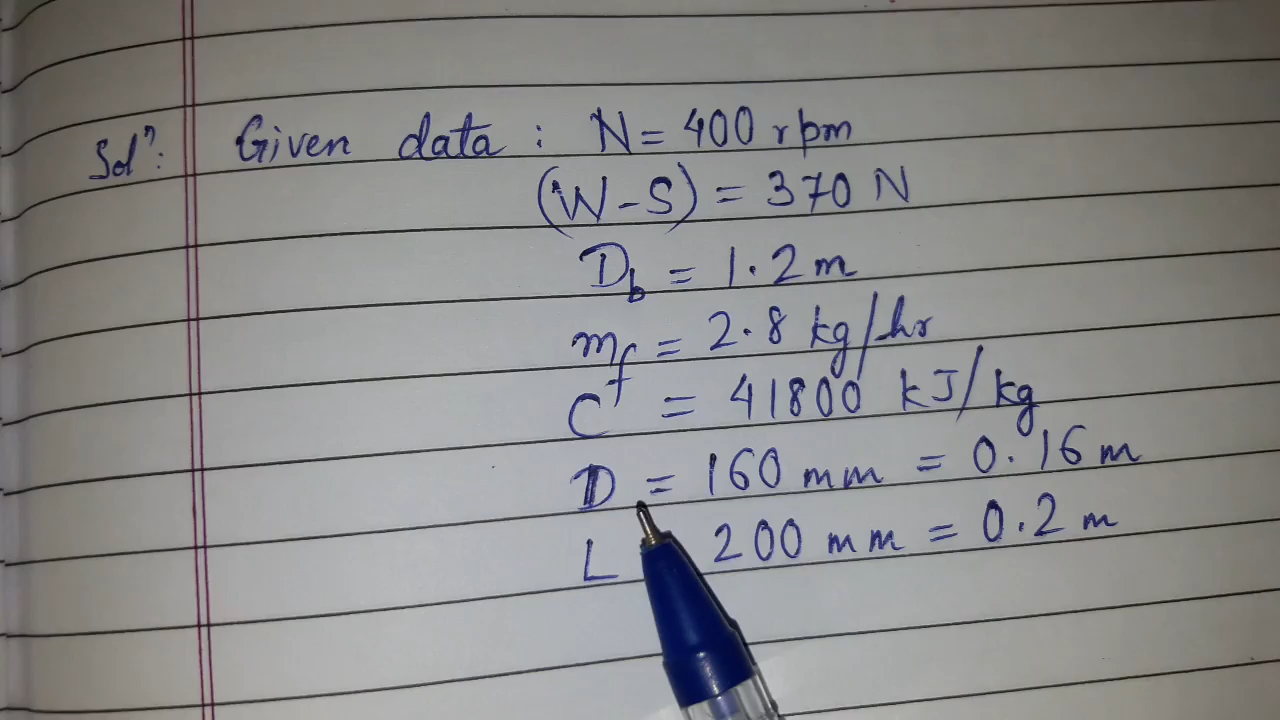 Solⁿ: Given data : N = 400 rpm
(W-S) = 370 N
D_b = 1.2 m
m_f = 2.8 kg/hr
C = 41800 kJ/kg
D = 160 mm = 0.16 m
L 200 mm = 0.2 m